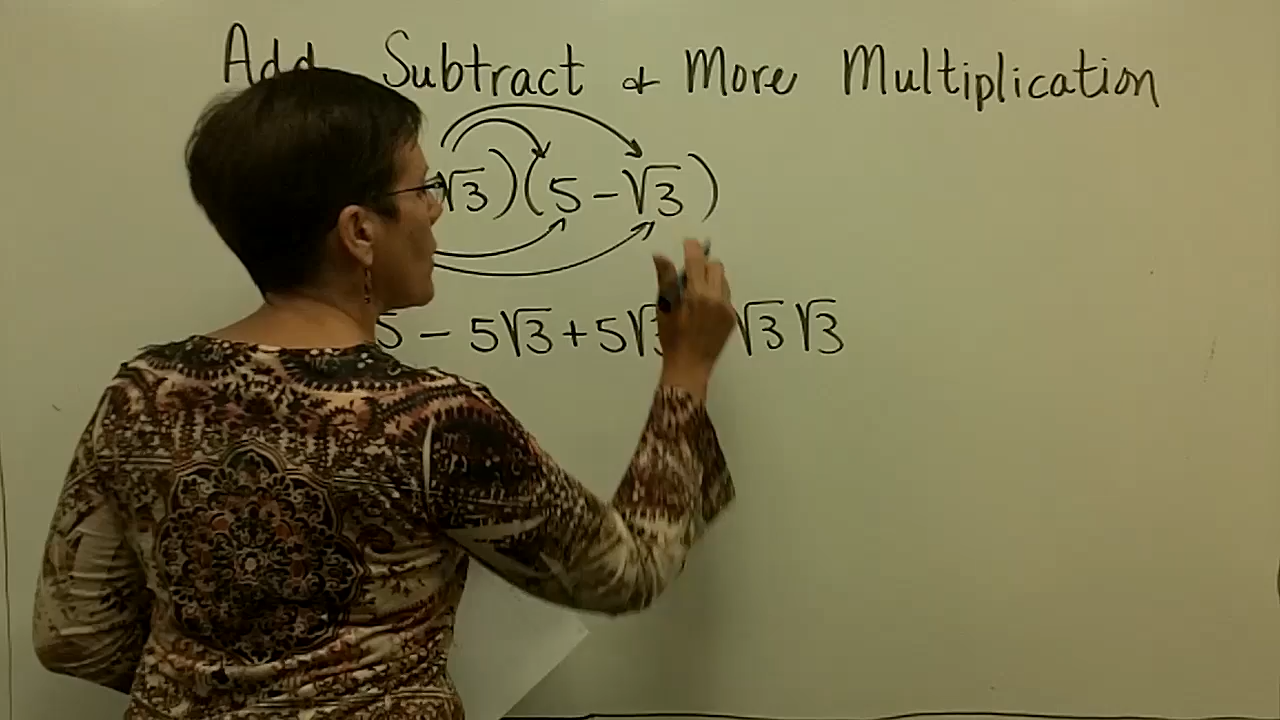 Add Subtract & More Multiplication
√3)(5 - √3)
5 - 5√3 + 5√3 √3 √3